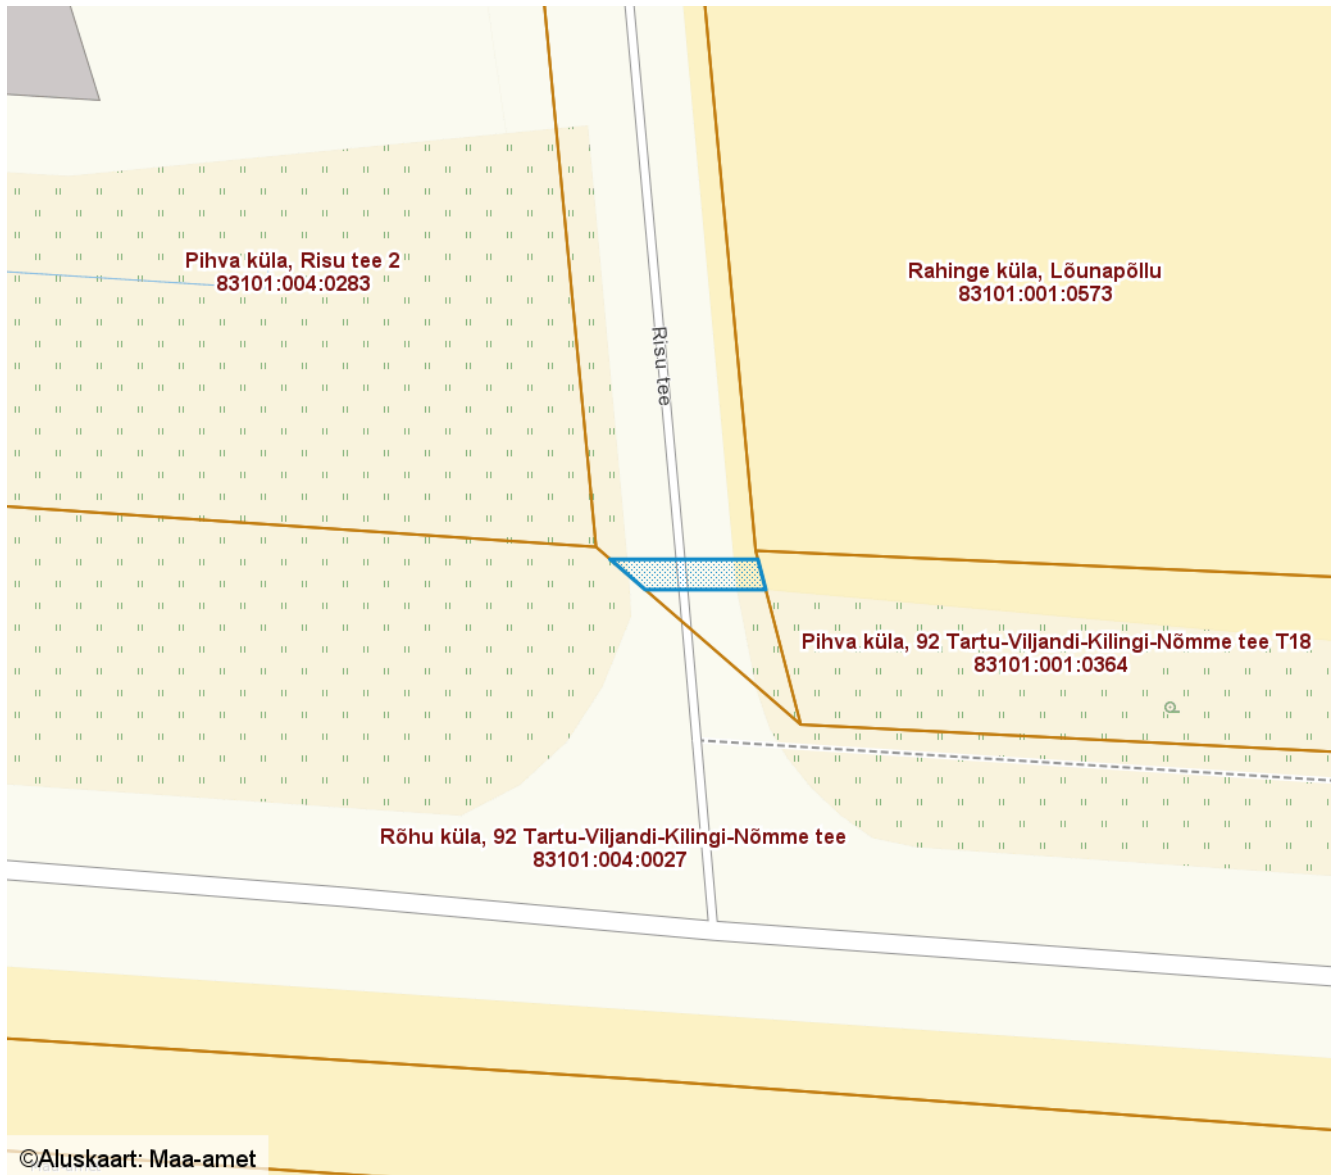 Pihva küla, Risu tee 2
83101:004:0283
Rahinge küla, Lõunapõllu
83101:001:0573
Risu tee
Pihva küla, 92 Tartu-Viljandi-Kilingi-Nõmme tee T18
83101:001:0364
Rõhu küla, 92 Tartu-Viljandi-Kilingi-Nõmme tee
83101:004:0027
©Aluskaart: Maa-amet